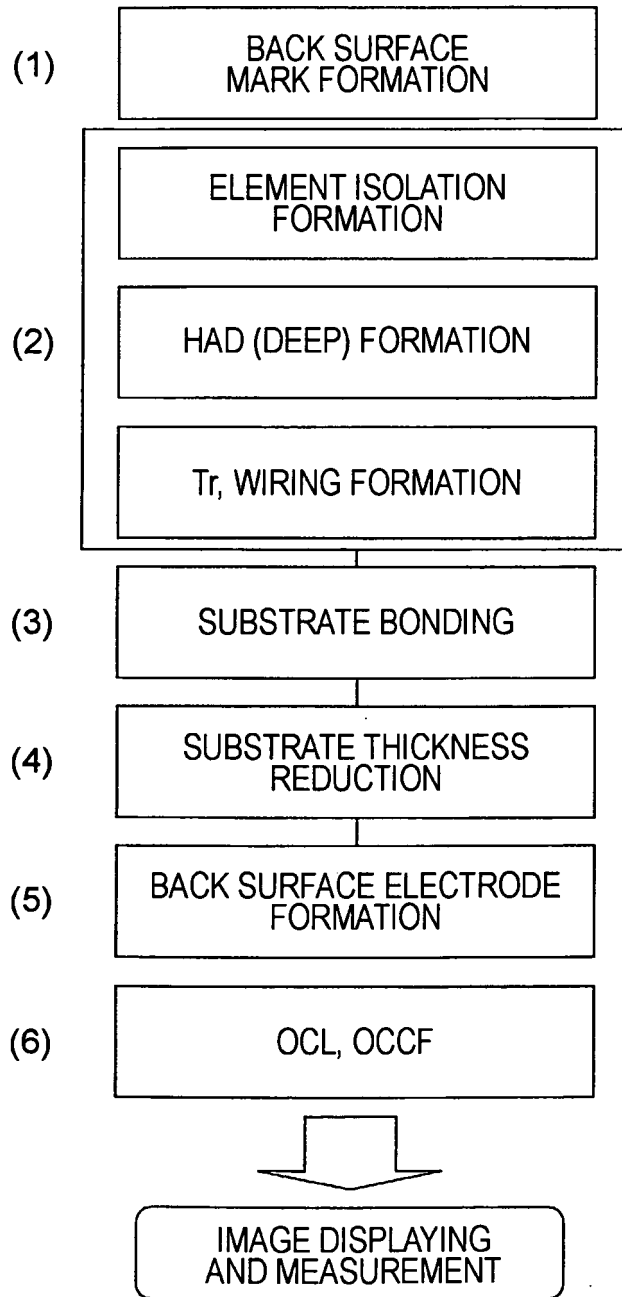 (1)
BACK SURFACE
MARK FORMATION
ELEMENT ISOLATION
FORMATION
(2)
HAD (DEEP) FORMATION
Tr, WIRING FORMATION
(3)
SUBSTRATE BONDING
(4)
SUBSTRATE THICKNESS
REDUCTION
(5)
BACK SURFACE ELECTRODE
FORMATION
(6)
OCL, OCCF
IMAGE DISPLAYING
AND MEASUREMENT